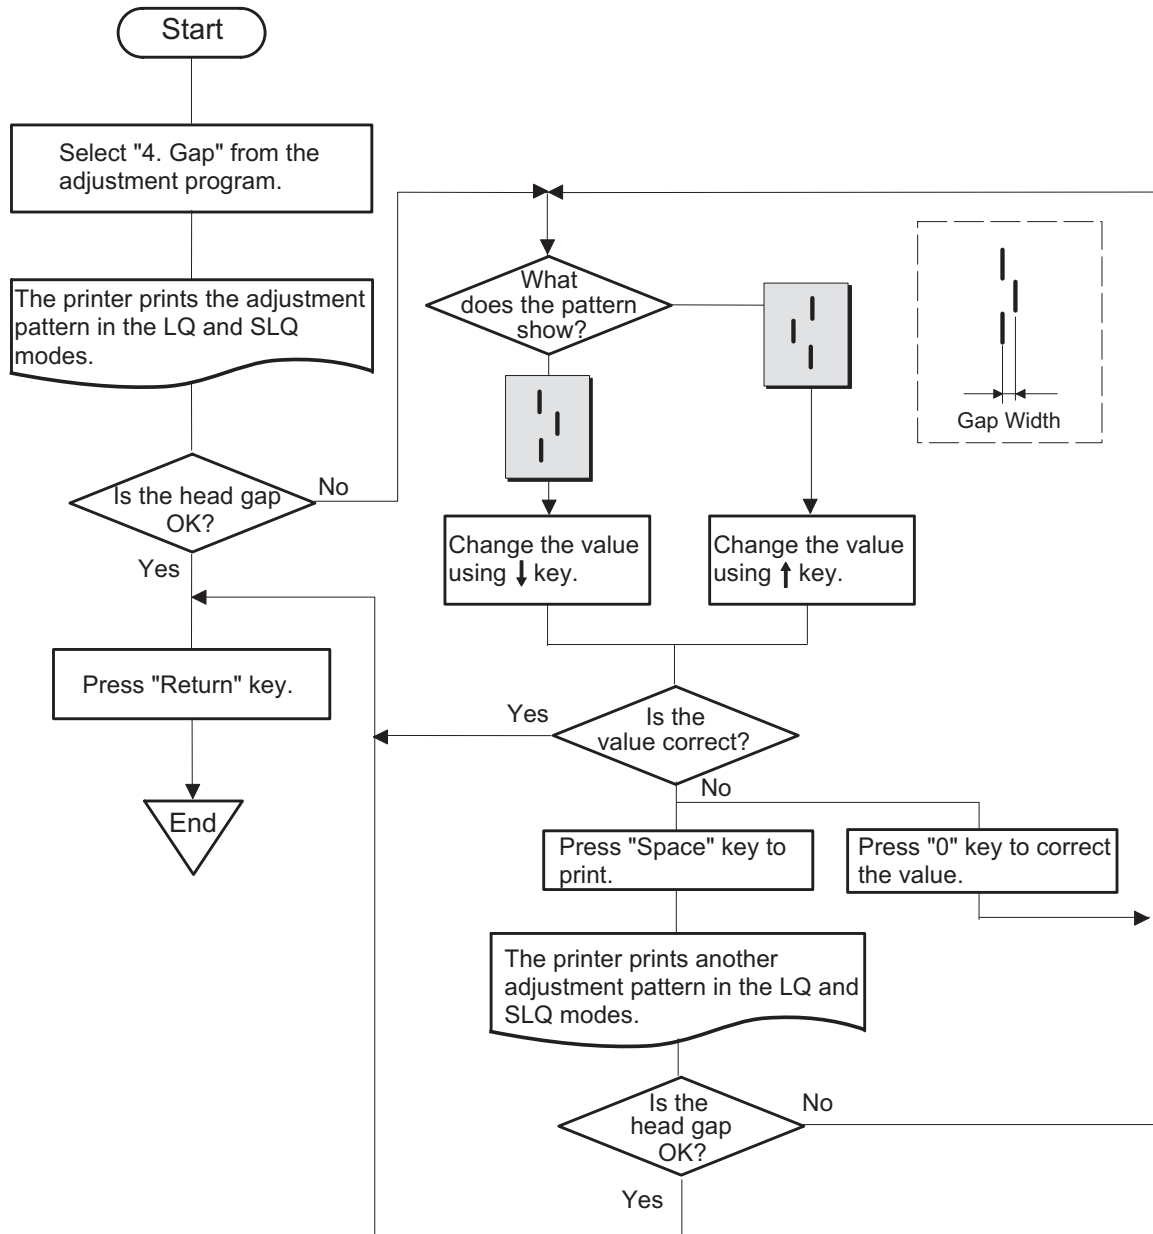 Start
Select "4. Gap" from the
adjustment program.
The printer prints the adjustment
pattern in the LQ and SLQ
modes.
Is the head gap
OK?
No
Yes
Press "Return" key.
End
What
does the pattern
show?
Gap Width
Change the value
using ↓ key.
Change the value
using ↑ key.
Is the
value correct?
Yes
No
Press "Space" key to
print.
Press "0" key to correct
the value.
The printer prints another
adjustment pattern in the LQ and
SLQ modes.
Is the
head gap
OK?
No
Yes